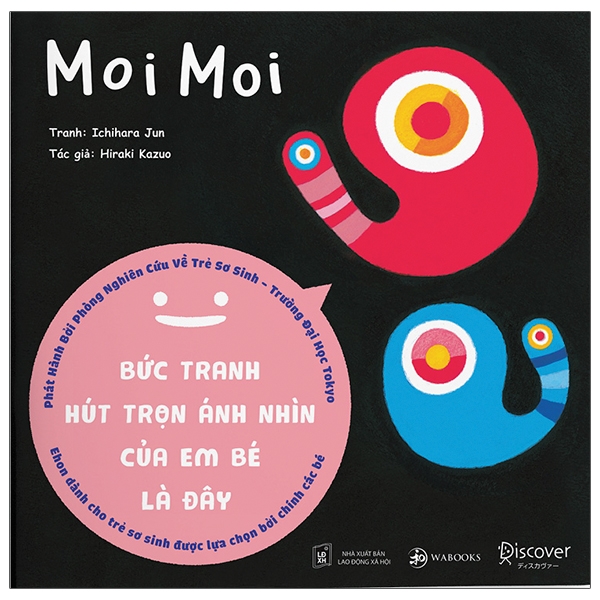 Moi Moi
Tranh: Ichihara Jun
Tác giả: Hiraki Kazuo
Phát Hành Bởi Phòng Nghiên Cứu Về Trẻ Sơ Sinh – Trường Đại Học Tokyo
BỨC TRANH
HÚT TRỌN ÁNH NHÌN
CỦA EM BÉ
LÀ ĐÂY
Ehon dành cho trẻ sơ sinh được lựa chọn bởi chính các bé
LĐ
XH
NHÀ XUẤT BẢN
LAO ĐỘNG XÃ HỘI
WABOOKS
Discover
ディスカヴァー